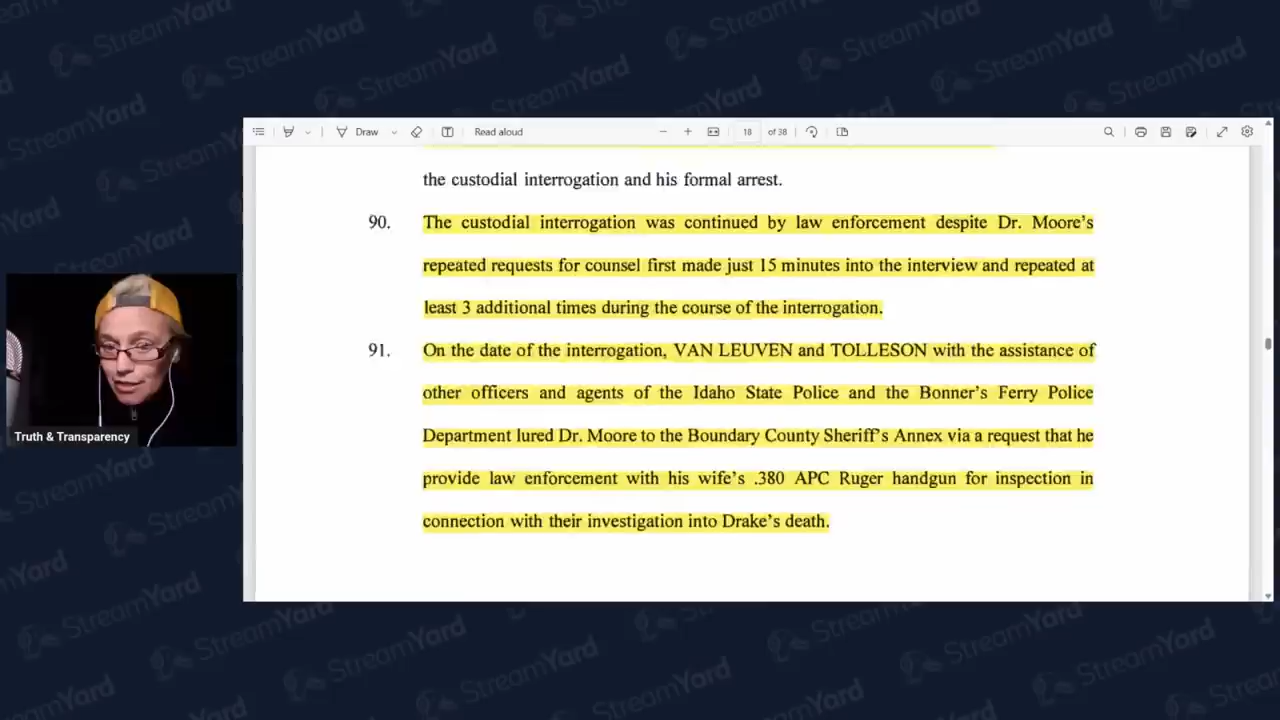 Read aloud
Draw
18
of 38
the custodial interrogation and his formal arrest.
90. The custodial interrogation was continued by law enforcement despite Dr. Moore's
repeated requests for counsel first made just 15 minutes into the interview and repeated at
least 3 additional times during the course of the interrogation.
91. On the date of the interrogation, VAN LEUVEN and TOLLESON with the assistance of
other officers and agents of the Idaho State Police and the Bonner's Ferry Police
Department lured Dr. Moore to the Boundary County Sheriff's Annex via a request that he
provide law enforcement with his wife's .380 APC Ruger handgun for inspection in
connection with their investigation into Drake's death.
Truth & Transparency
StreamYard